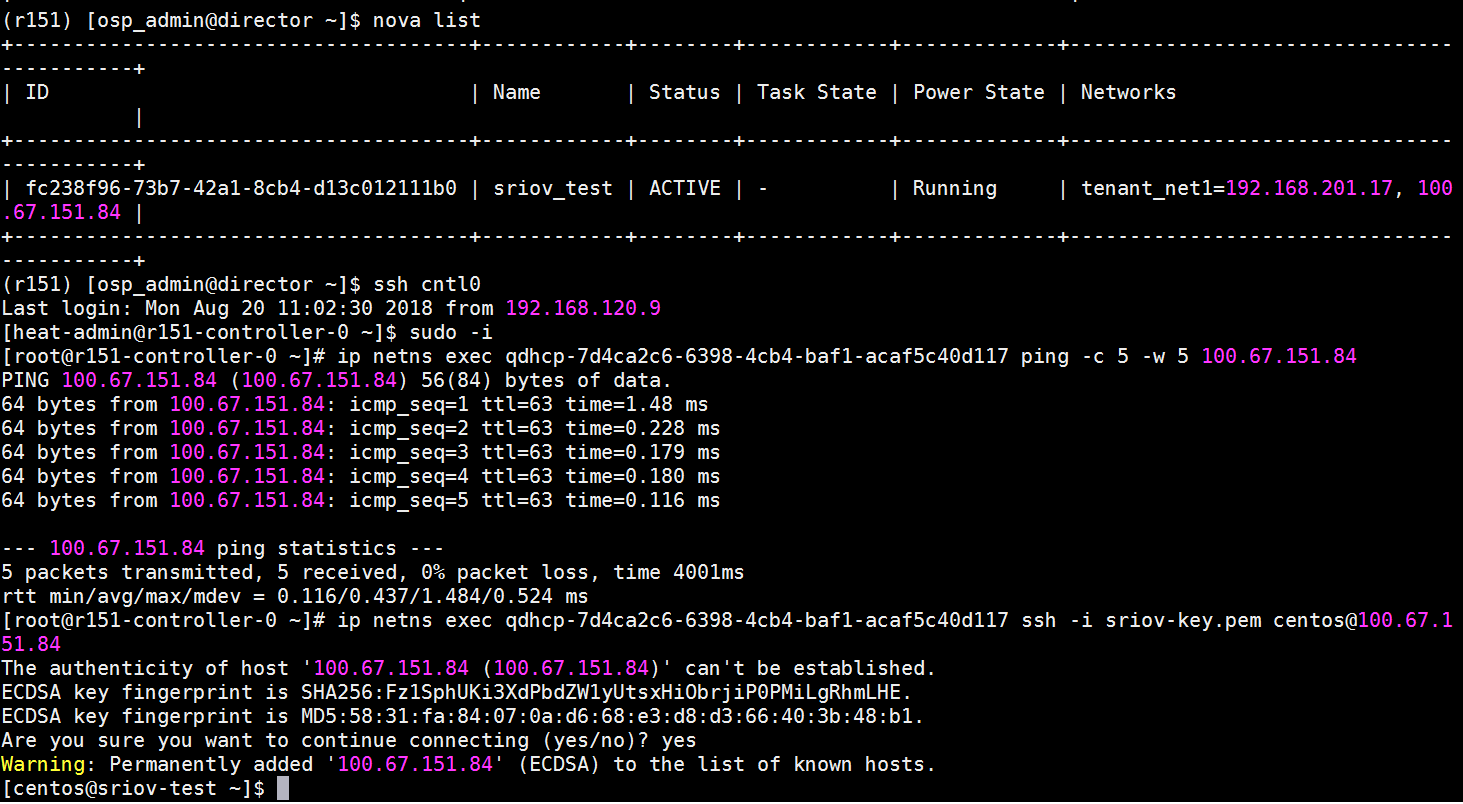 (r151) [osp_admin@director ~]$ nova list
+--------------------------------------+------------+--------+------------+-------------+--------------------------------
-----------+
| ID                                   | Name       | Status | Task State | Power State | Networks
           |
+--------------------------------------+------------+--------+------------+-------------+--------------------------------
-----------+
| fc238f96-73b7-42a1-8cb4-d13c012111b0 | sriov_test | ACTIVE | -          | Running     | tenant_net1=192.168.201.17, 100
.67.151.84 |
+--------------------------------------+------------+--------+------------+-------------+--------------------------------
-----------+
(r151) [osp_admin@director ~]$ ssh cntl0
Last login: Mon Aug 20 11:02:30 2018 from 192.168.120.9
[heat-admin@r151-controller-0 ~]$ sudo -i
[root@r151-controller-0 ~]# ip netns exec qdhcp-7d4ca2c6-6398-4cb4-baf1-acaf5c40d117 ping -c 5 -w 5 100.67.151.84
PING 100.67.151.84 (100.67.151.84) 56(84) bytes of data.
64 bytes from 100.67.151.84: icmp_seq=1 ttl=63 time=1.48 ms
64 bytes from 100.67.151.84: icmp_seq=2 ttl=63 time=0.228 ms
64 bytes from 100.67.151.84: icmp_seq=3 ttl=63 time=0.179 ms
64 bytes from 100.67.151.84: icmp_seq=4 ttl=63 time=0.180 ms
64 bytes from 100.67.151.84: icmp_seq=5 ttl=63 time=0.116 ms

--- 100.67.151.84 ping statistics ---
5 packets transmitted, 5 received, 0% packet loss, time 4001ms
rtt min/avg/max/mdev = 0.116/0.437/1.484/0.524 ms
[root@r151-controller-0 ~]# ip netns exec qdhcp-7d4ca2c6-6398-4cb4-baf1-acaf5c40d117 ssh -i sriov-key.pem centos@100.67.1
51.84
The authenticity of host '100.67.151.84 (100.67.151.84)' can't be established.
ECDSA key fingerprint is SHA256:Fz1SphUKi3XdPbdZW1yUtsxHiObrjiP0PMiLgRhmLHE.
ECDSA key fingerprint is MD5:58:31:fa:84:07:0a:d6:68:e3:d8:d3:66:40:3b:48:b1.
Are you sure you want to continue connecting (yes/no)? yes
Warning: Permanently added '100.67.151.84' (ECDSA) to the list of known hosts.
[centos@sriov-test ~]$